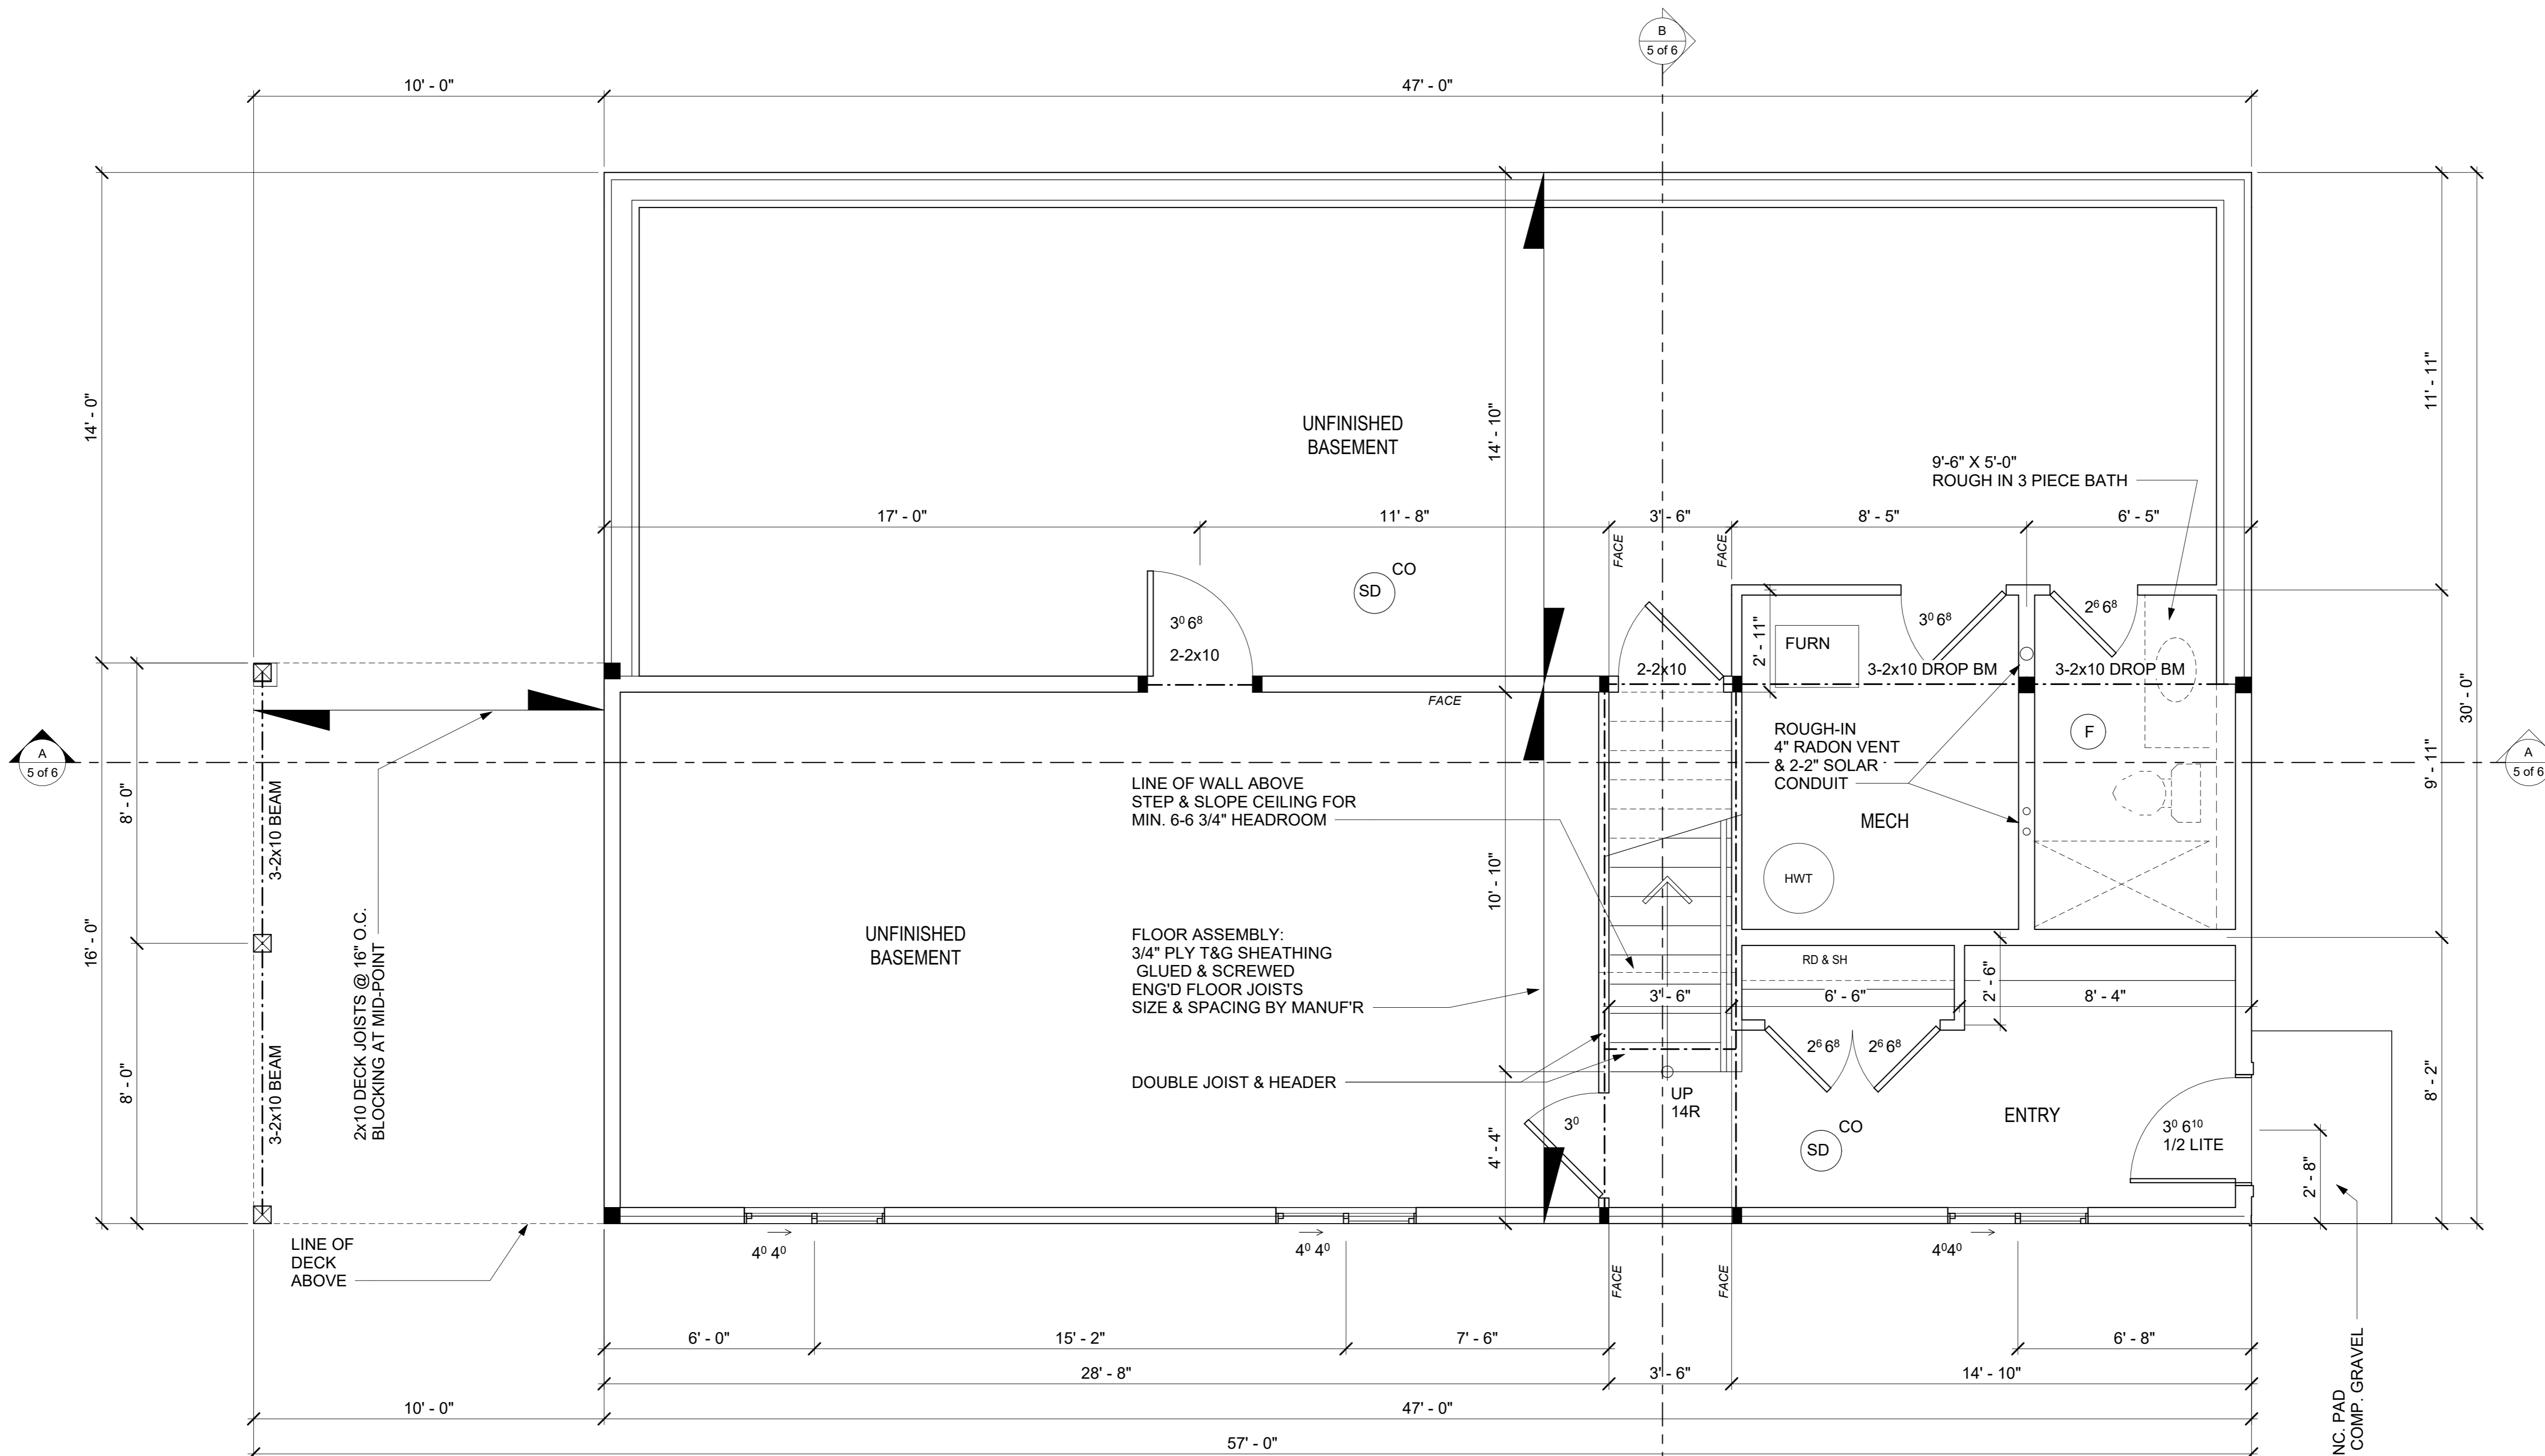 B
5 of 6
10' - 0"
47' - 0"
14' - 0"
14' - 10"
11' - 11"
30' - 0"
UNFINISHED
BASEMENT
9'-6" X 5'-0"
ROUGH IN 3 PIECE BATH
17' - 0"
11' - 8"
3' - 6"
8' - 5"
6' - 5"
FACE
FACE
CO
SD
3⁰ 6⁸
2-2x10
2-2x10
2' - 11"
FURN
3⁰ 6⁸
2⁶ 6⁸
3-2x10 DROP BM
3-2x10 DROP BM
FACE
A
5 of 6
A
5 of 6
ROUGH-IN
4" RADON VENT
& 2-2" SOLAR
CONDUIT
F
9' - 11"
MECH
HWT
8' - 0"
16' - 0"
8' - 0"
3-2x10 BEAM
3-2x10 BEAM
2x10 DECK JOISTS @ 16" O.C.
BLOCKING AT MID-POINT
LINE OF WALL ABOVE
STEP & SLOPE CEILING FOR
MIN. 6-6 3/4" HEADROOM
10' - 10"
UNFINISHED
BASEMENT
FLOOR ASSEMBLY:
3/4" PLY T&G SHEATHING
GLUED & SCREWED
ENG'D FLOOR JOISTS
SIZE & SPACING BY MANUF'R
RD & SH
2' - 6"
3' - 6"
6' - 6"
8' - 4"
2⁶ 6⁸
2⁶ 6⁸
DOUBLE JOIST & HEADER
UP
14R
3⁰
4' - 4"
CO
SD
ENTRY
3⁰ 6¹⁰
1/2 LITE
8' - 2"
2' - 8"
LINE OF
DECK
ABOVE
4⁰ 4⁰
4⁰ 4⁰
4⁰4⁰
FACE
FACE
6' - 0"
15' - 2"
7' - 6"
6' - 8"
28' - 8"
3' - 6"
14' - 10"
10' - 0"
47' - 0"
57' - 0"
NC. PAD
COMP. GRAVEL